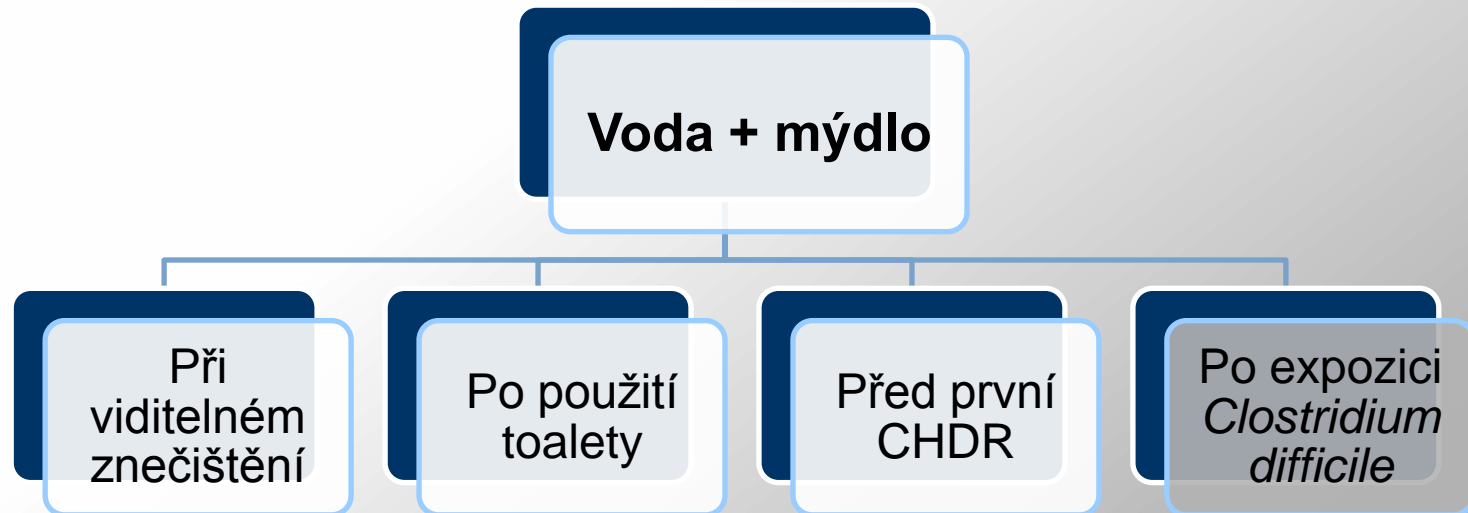 Voda + mýdlo
Při
viditelném
znečištění
Po použití
toalety
Před první
CHDR
Po expozici
Clostridium
difficile